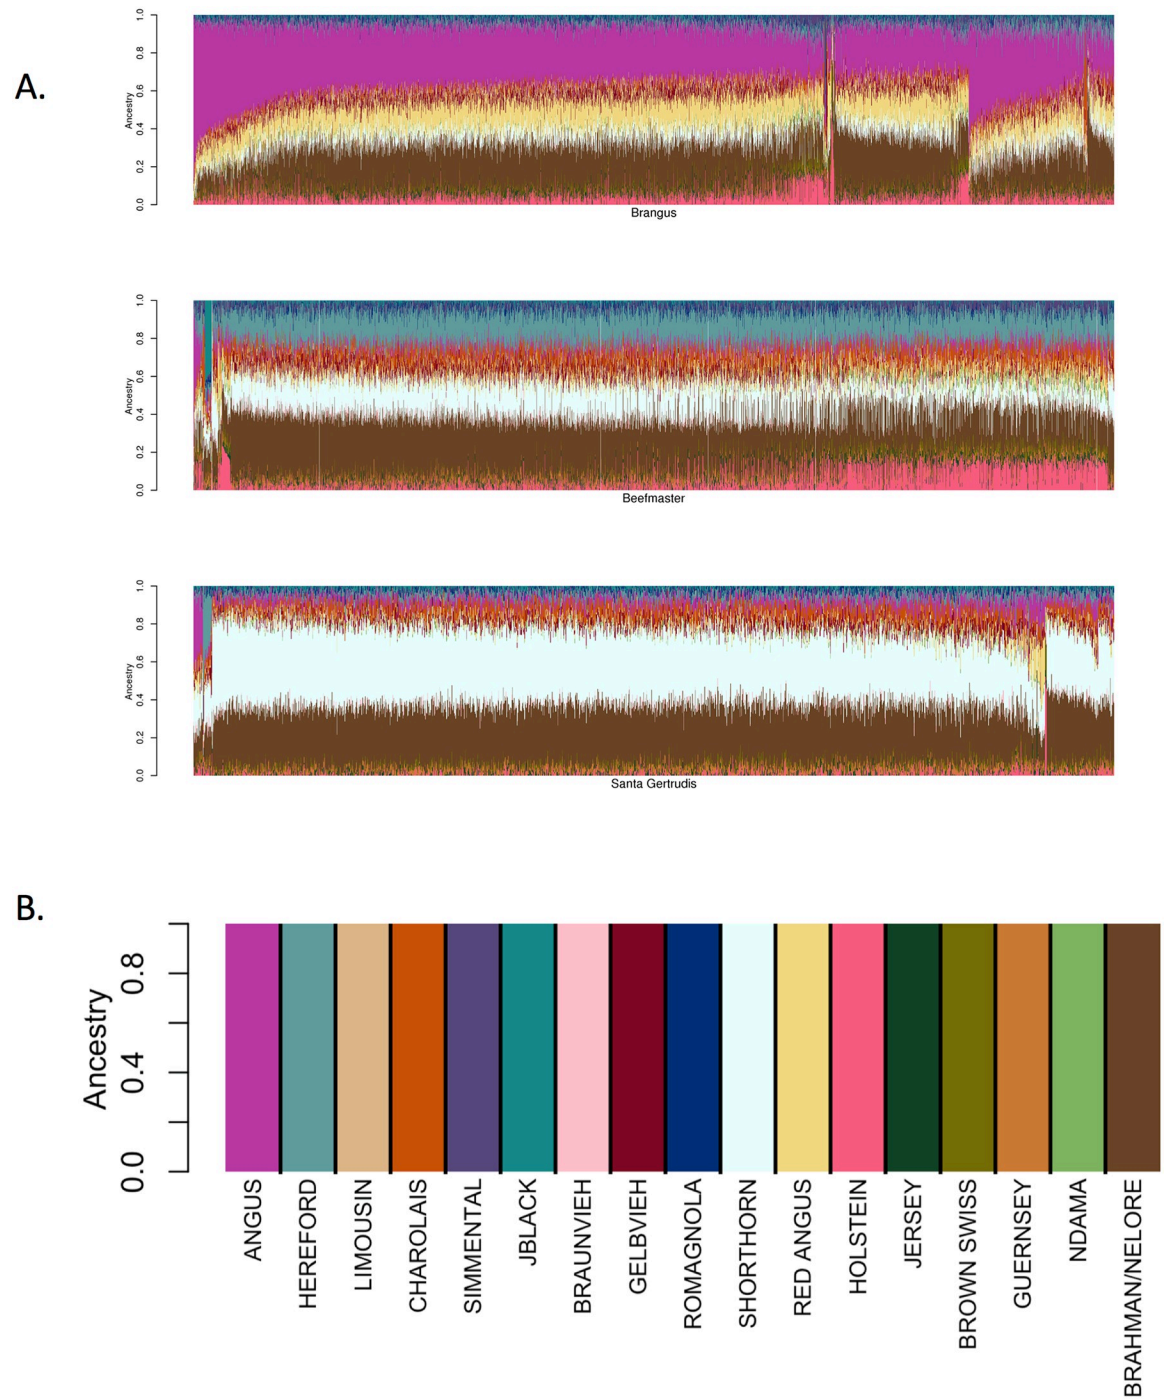 A.
1.0
0.8
0.6
0.4
0.2
0.0
Ancestry
Brangus
1.0
0.8
0.6
0.4
0.2
0.0
Ancestry
Beefmaster
1.0
0.8
0.6
0.4
0.2
0.0
Ancestry
Santa Gertrudis
B.
0.8
0.4
0.0
Ancestry
ANGUS
HEREFORD
LIMOUSIN
CHAROLAIS
SIMMENTAL
JBLACK
BRAUNVIEH
GELBVIEH
ROMAGNOLA
SHORTHORN
RED ANGUS
HOLSTEIN
JERSEY
BROWN SWISS
GUERNSEY
NDAMA
BRAHMAN/NELORE